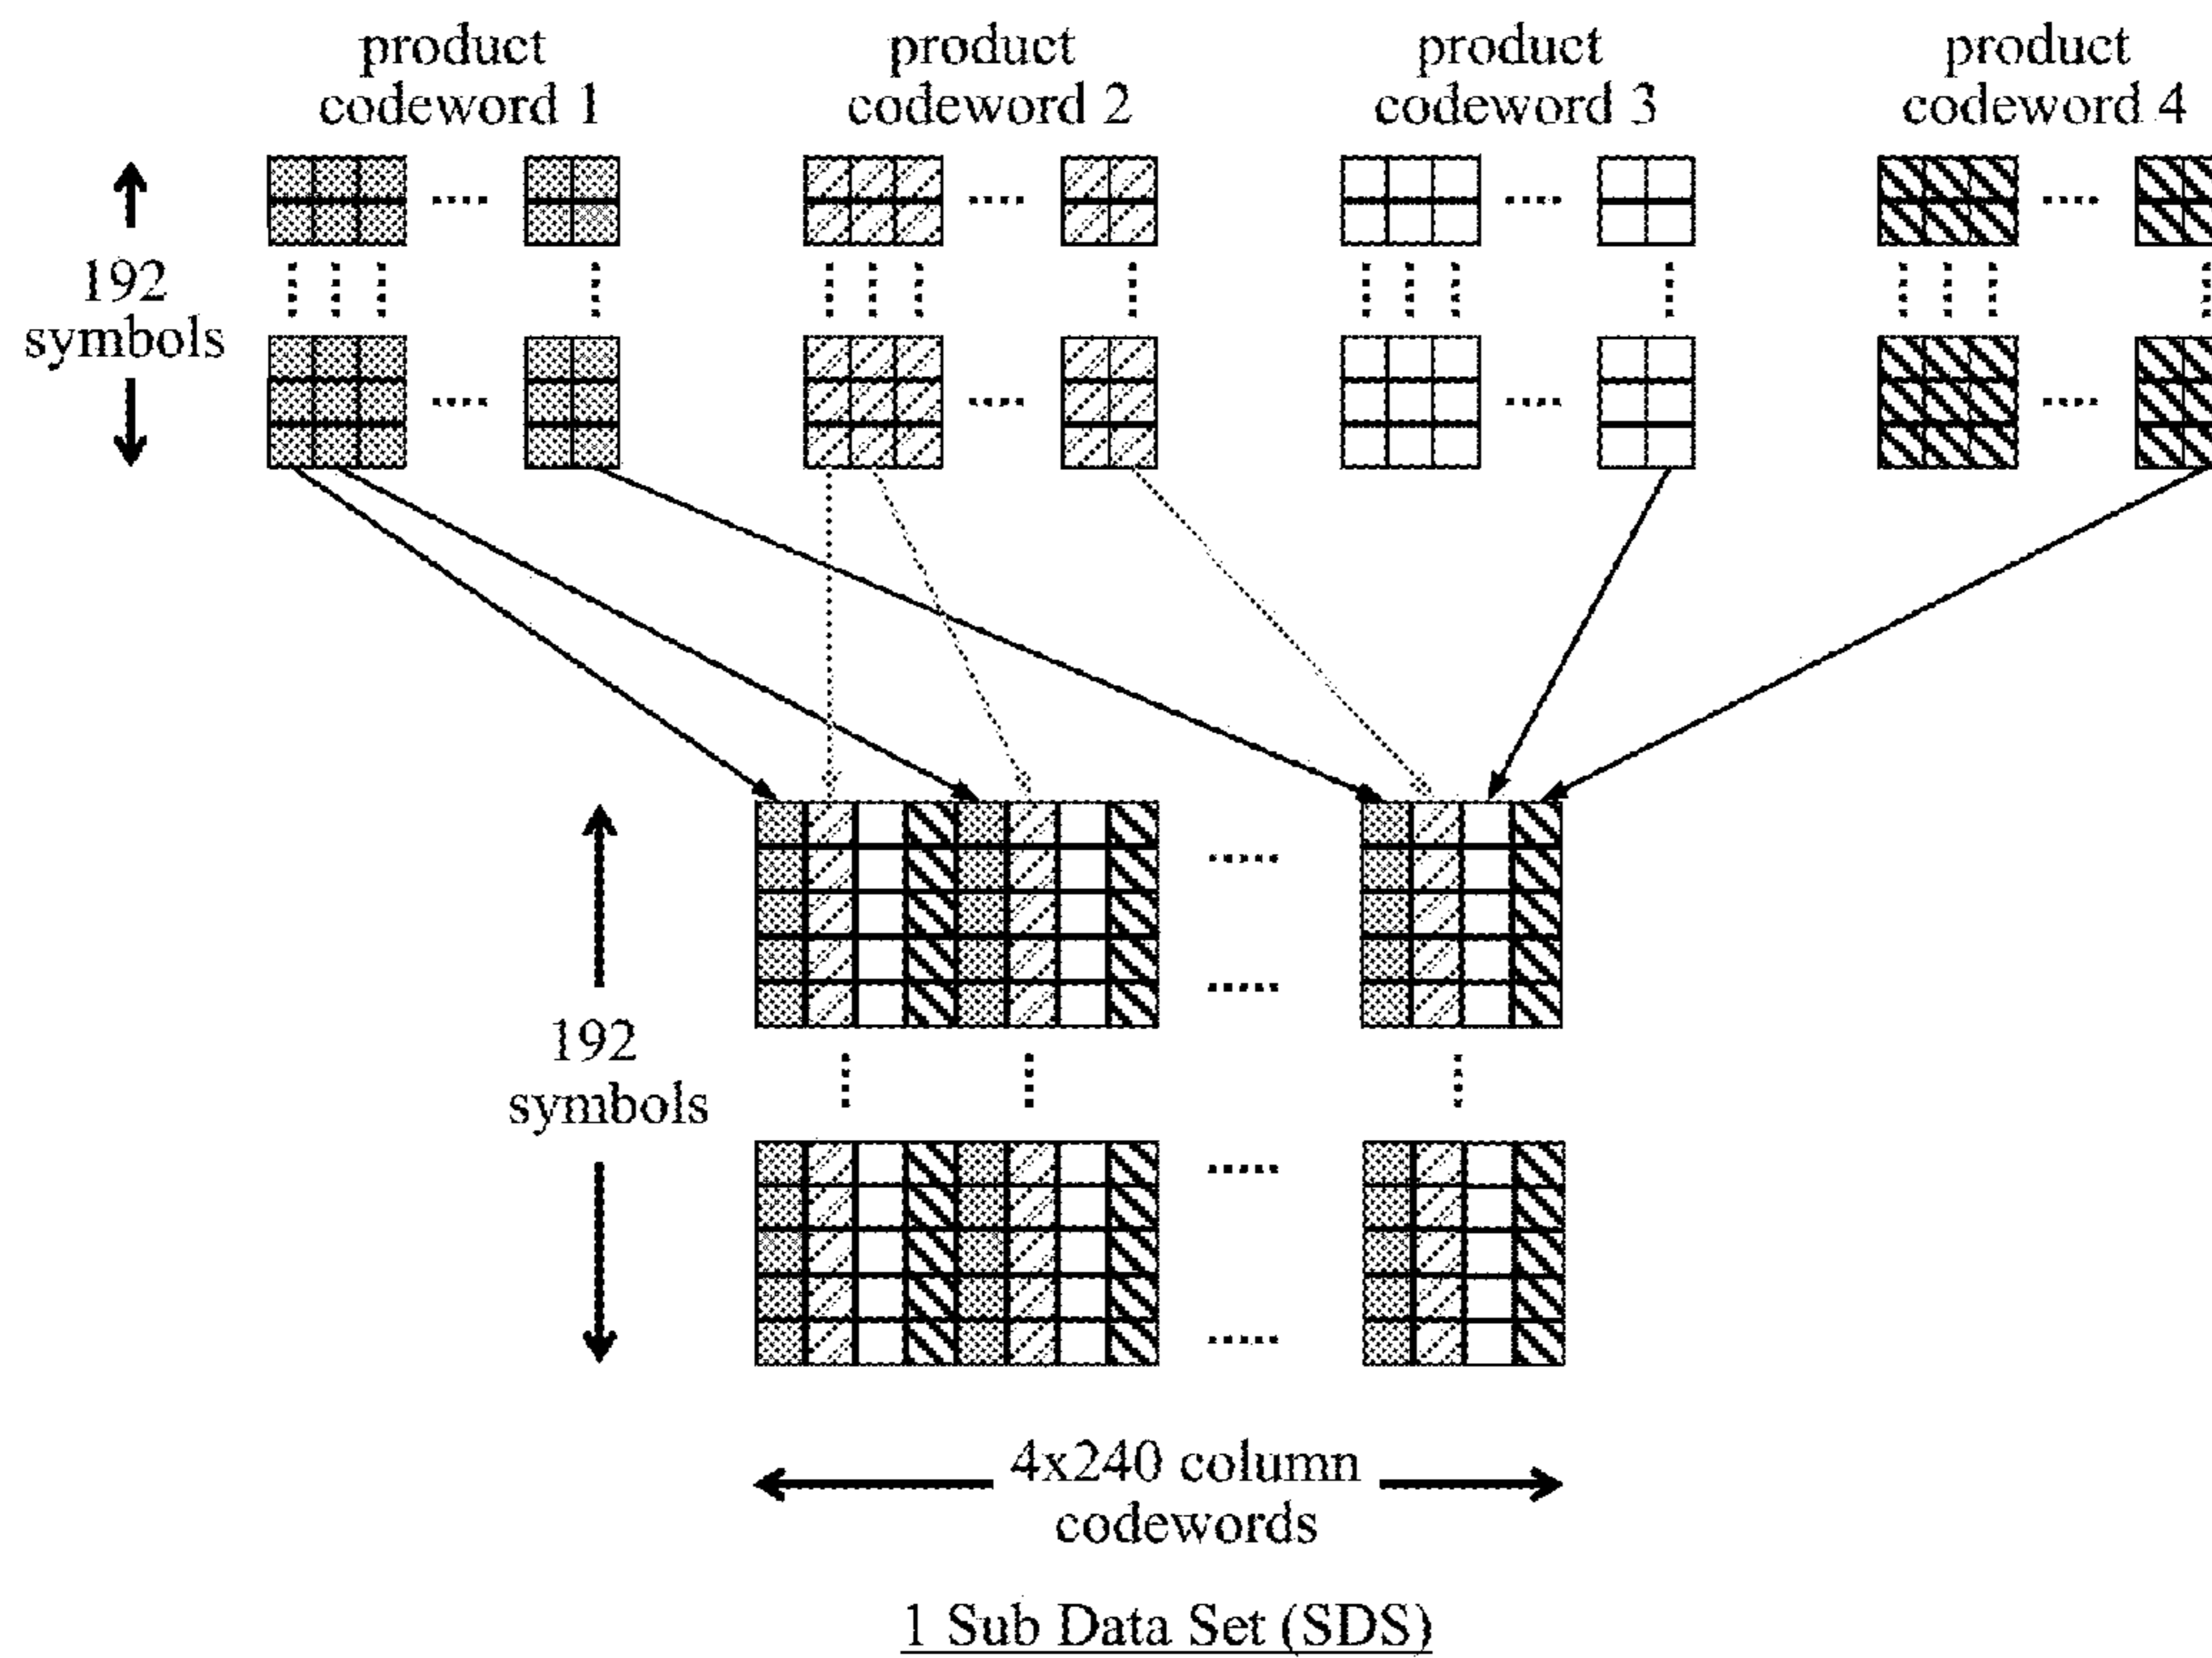 product
codeword 1
product
codeword 2
product
codeword 3
product
codeword 4
192
symbols
192
symbols
4x240 column
codewords
1 Sub Data Set (SDS)